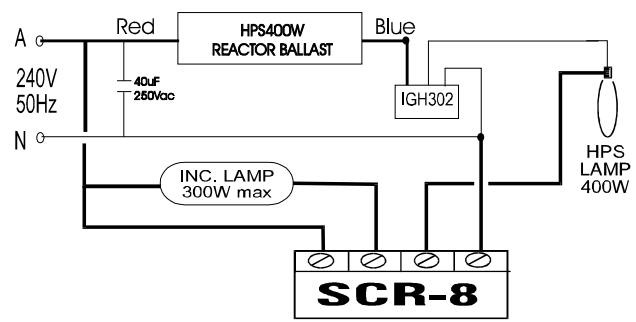 Red
HPS400W
REACTOR BALLAST
Blue
A
240V
50Hz
N
40uF
250Vac
IGH302
HPS
LAMP
400W
INC. LAMP
300W max
SCR-8